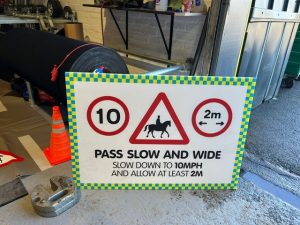 10
2m
PASS SLOW AND WIDE
SLOW DOWN TO 10MPH
AND ALLOW AT LEAST 2M